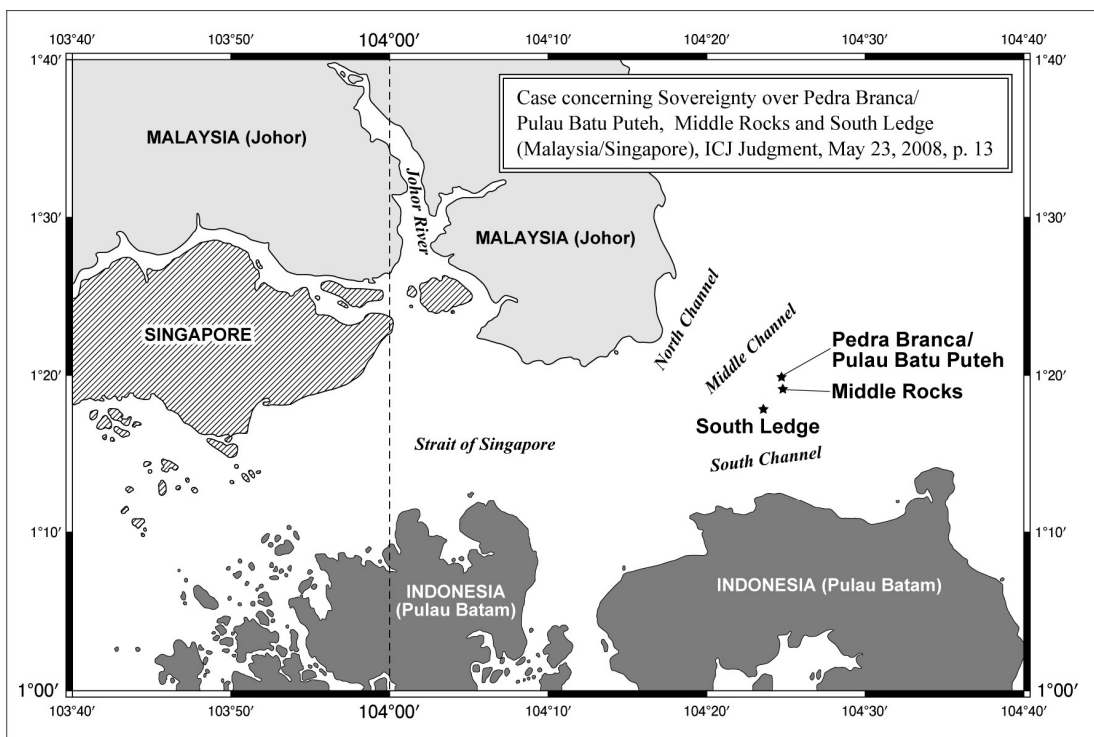 103°40′
103°50′
104°00′
104°10′
104°20′
104°30′
104°40′
1°40′
1°40′
Case concerning Sovereignty over Pedra Branca/
Pulau Batu Puteh, Middle Rocks and South Ledge
(Malaysia/Singapore), ICJ Judgment, May 23, 2008, p. 13
MALAYSIA (Johor)
Johor River
1°30′
1°30′
MALAYSIA (Johor)
North Channel
Middle Channel
SINGAPORE
Pedra Branca/
Pulau Batu Puteh
1°20′
1°20′
Middle Rocks
South Ledge
Strait of Singapore
South Channel
1°10′
1°10′
INDONESIA
(Pulau Batam)
INDONESIA (Pulau Batam)
1°00′
1°00′
103°40′
103°50′
104°00′
104°10′
104°20′
104°30′
104°40′